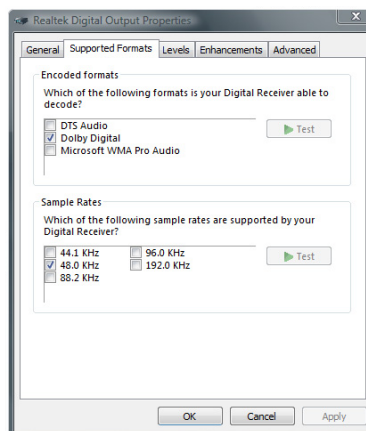 Realtek Digital Output Properties
X
General Supported Formats Levels Enhancements Advanced
Encoded formats
Which of the following formats is your Digital Receiver able to
decode?
DTS Audio
Dolby Digital
Microsoft WMA Pro Audio
Test
Sample Rates
Which of the following sample rates are supported by your
Digital Receiver?
44.1 KHz 96.0 KHz
48.0 KHz 192.0 KHz
88.2 KHz
Test
OK Cancel Apply